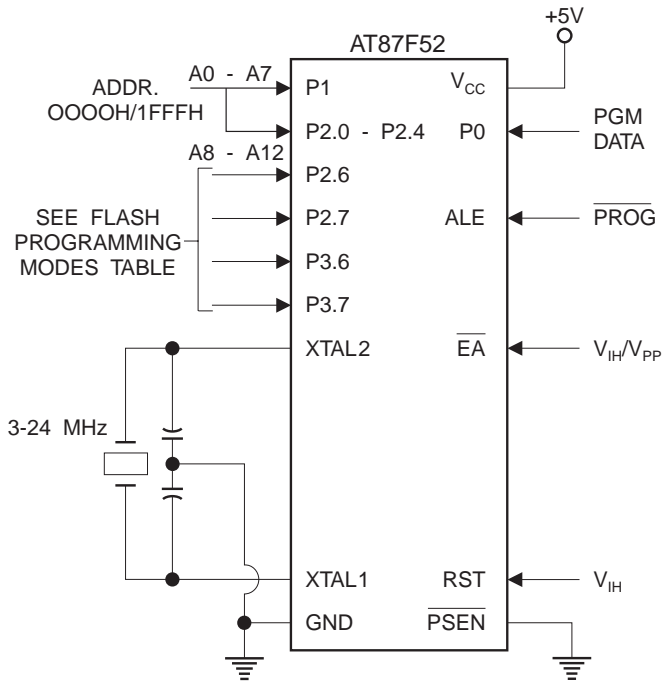 +5V
AT87F52
A0 - A7
ADDR.
OOOOH/1FFFH
P1
VCC
P2.0 - P2.4
P0
PGM
DATA
A8 - A12
P2.6
SEE FLASH
PROGRAMMING
MODES TABLE
P2.7
ALE
PROG
P3.6
P3.7
XTAL2
EA
VIH/VPP
3-24 MHz
XTAL1
RST
VIH
GND
PSEN